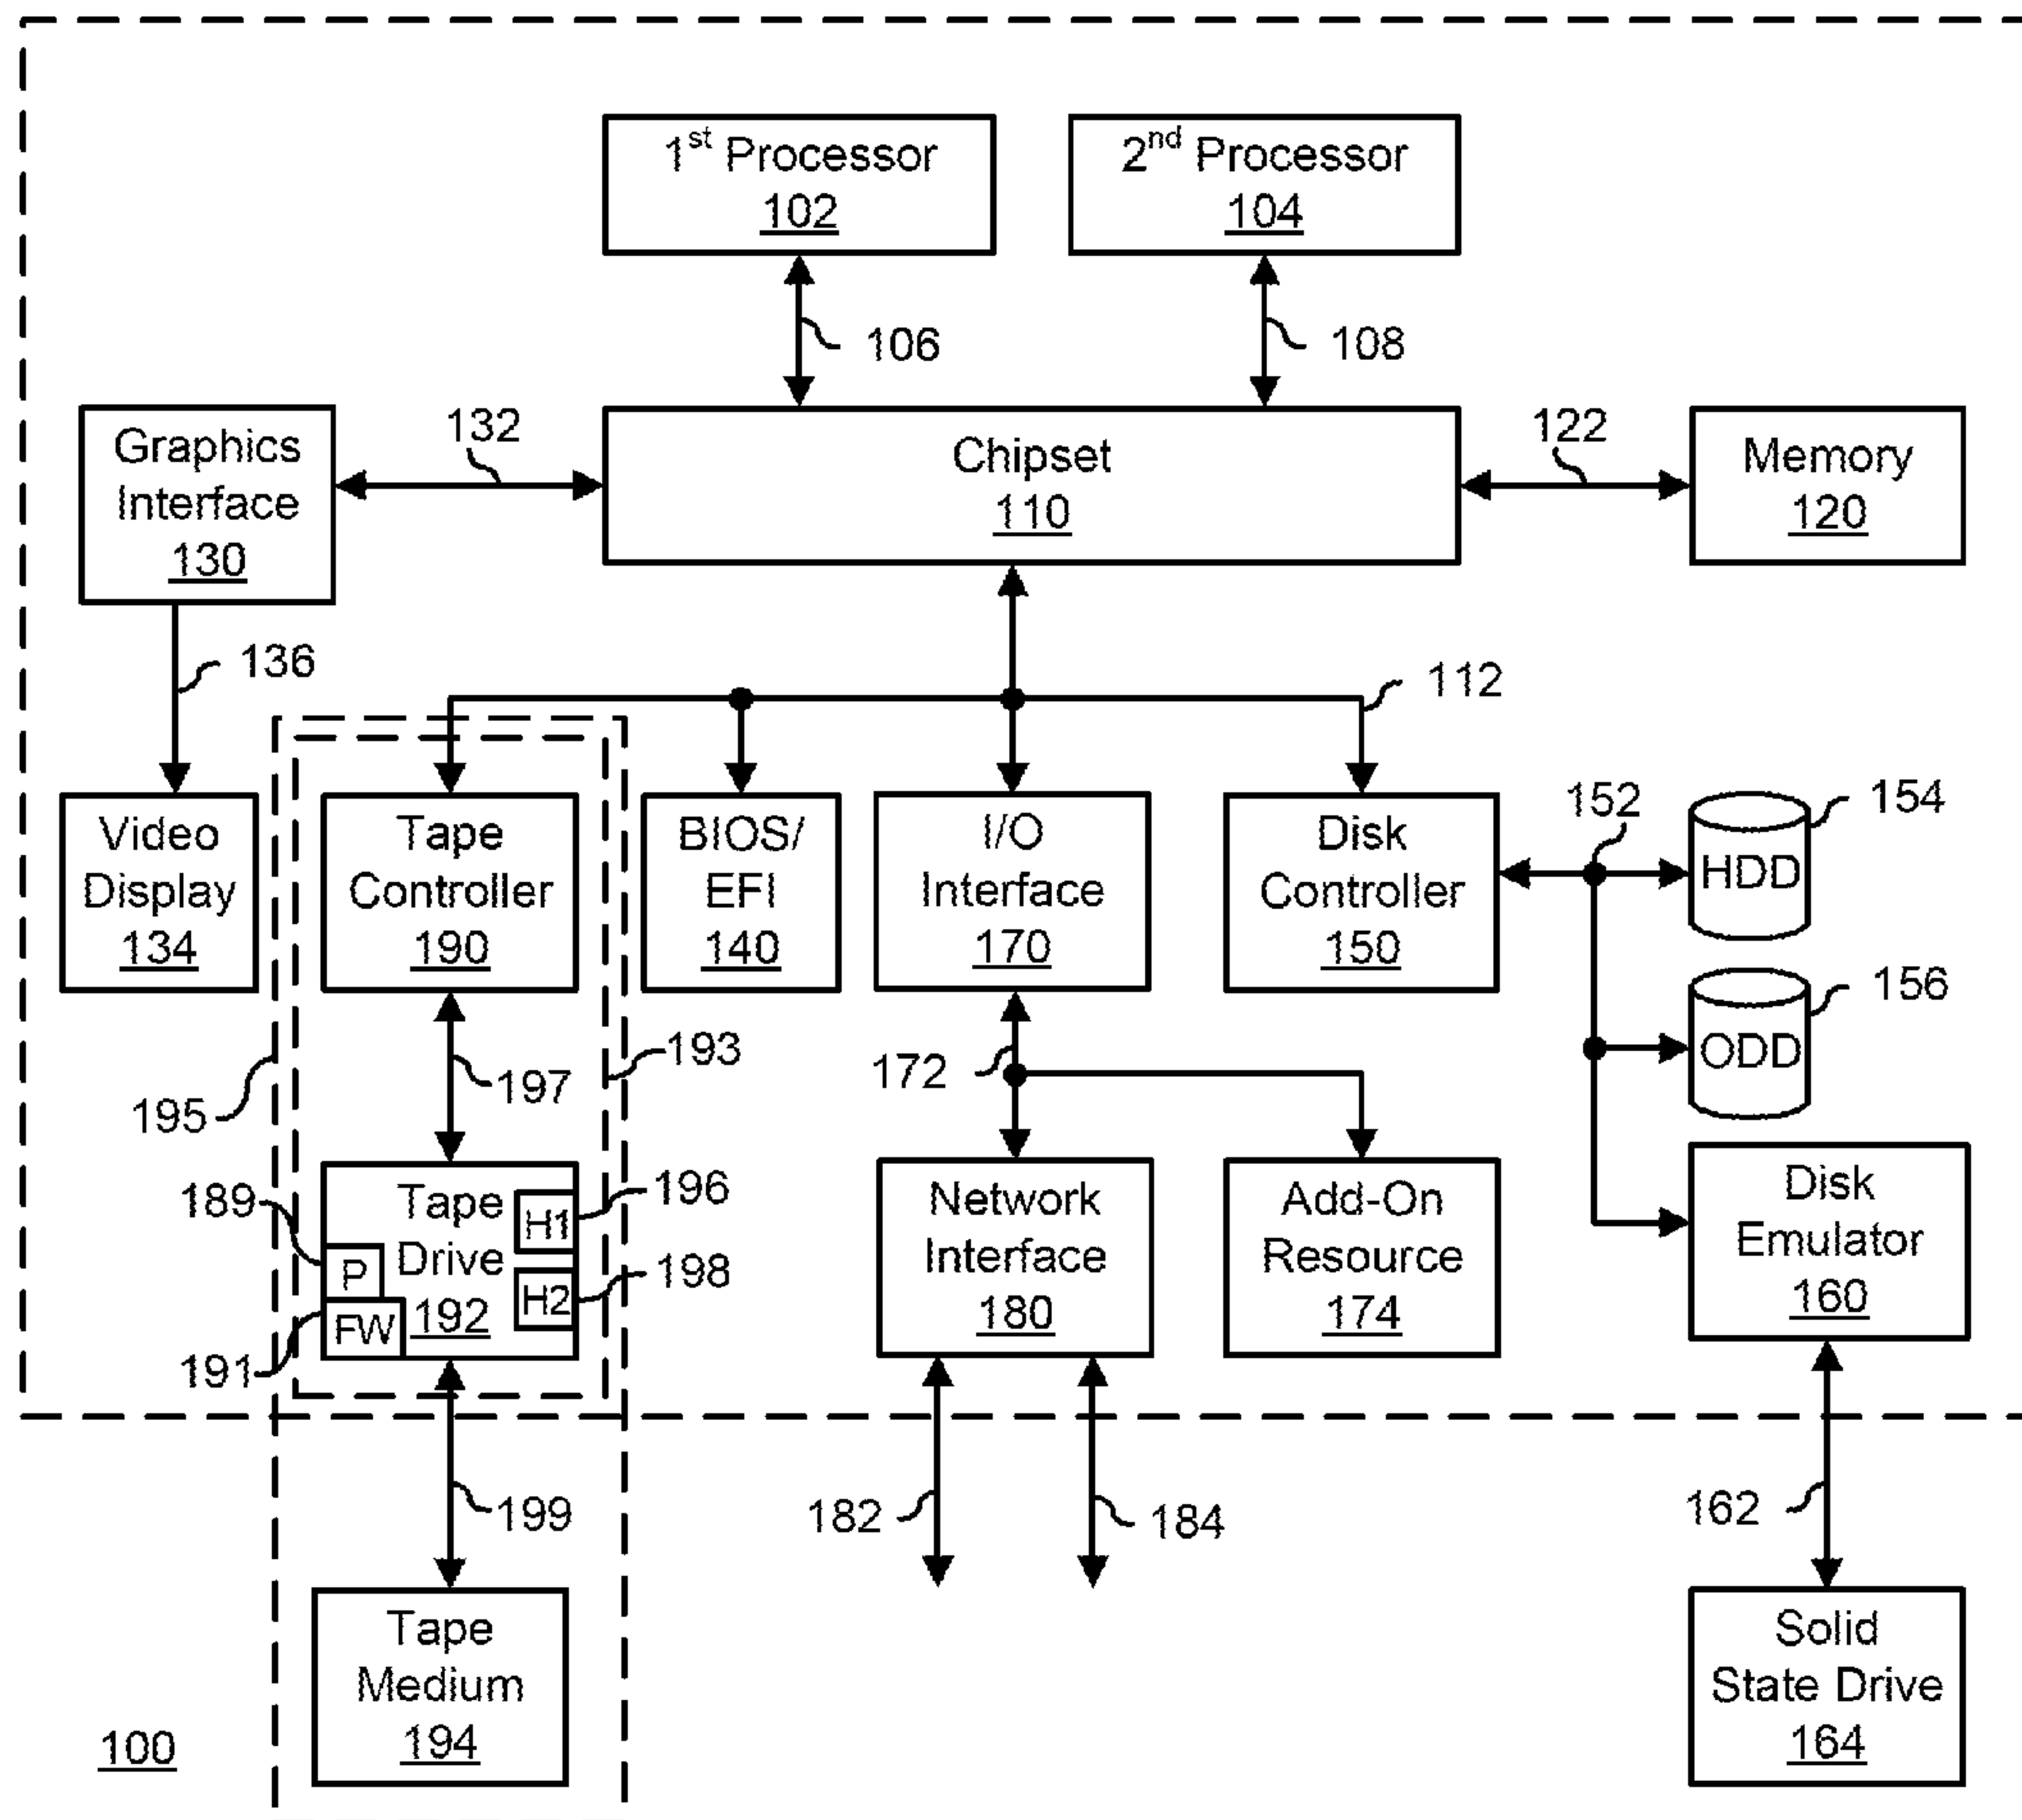 1st Processor
102
2nd Processor
104
106
108
Graphics
Interface
130
132
Chipset
110
122
Memory
120
136
112
Video
Display
134
Tape
Controller
190
BIOS/
EFI
140
I/O
Interface
170
Disk
Controller
150
152
154
HDD
156
ODD
195
197
193
172
189
191
Tape
Drive
192
P
FW
H1
H2
196
198
Network
Interface
180
Add-On
Resource
174
Disk
Emulator
160
199
182
184
162
Tape
Medium
194
Solid
State Drive
164
100